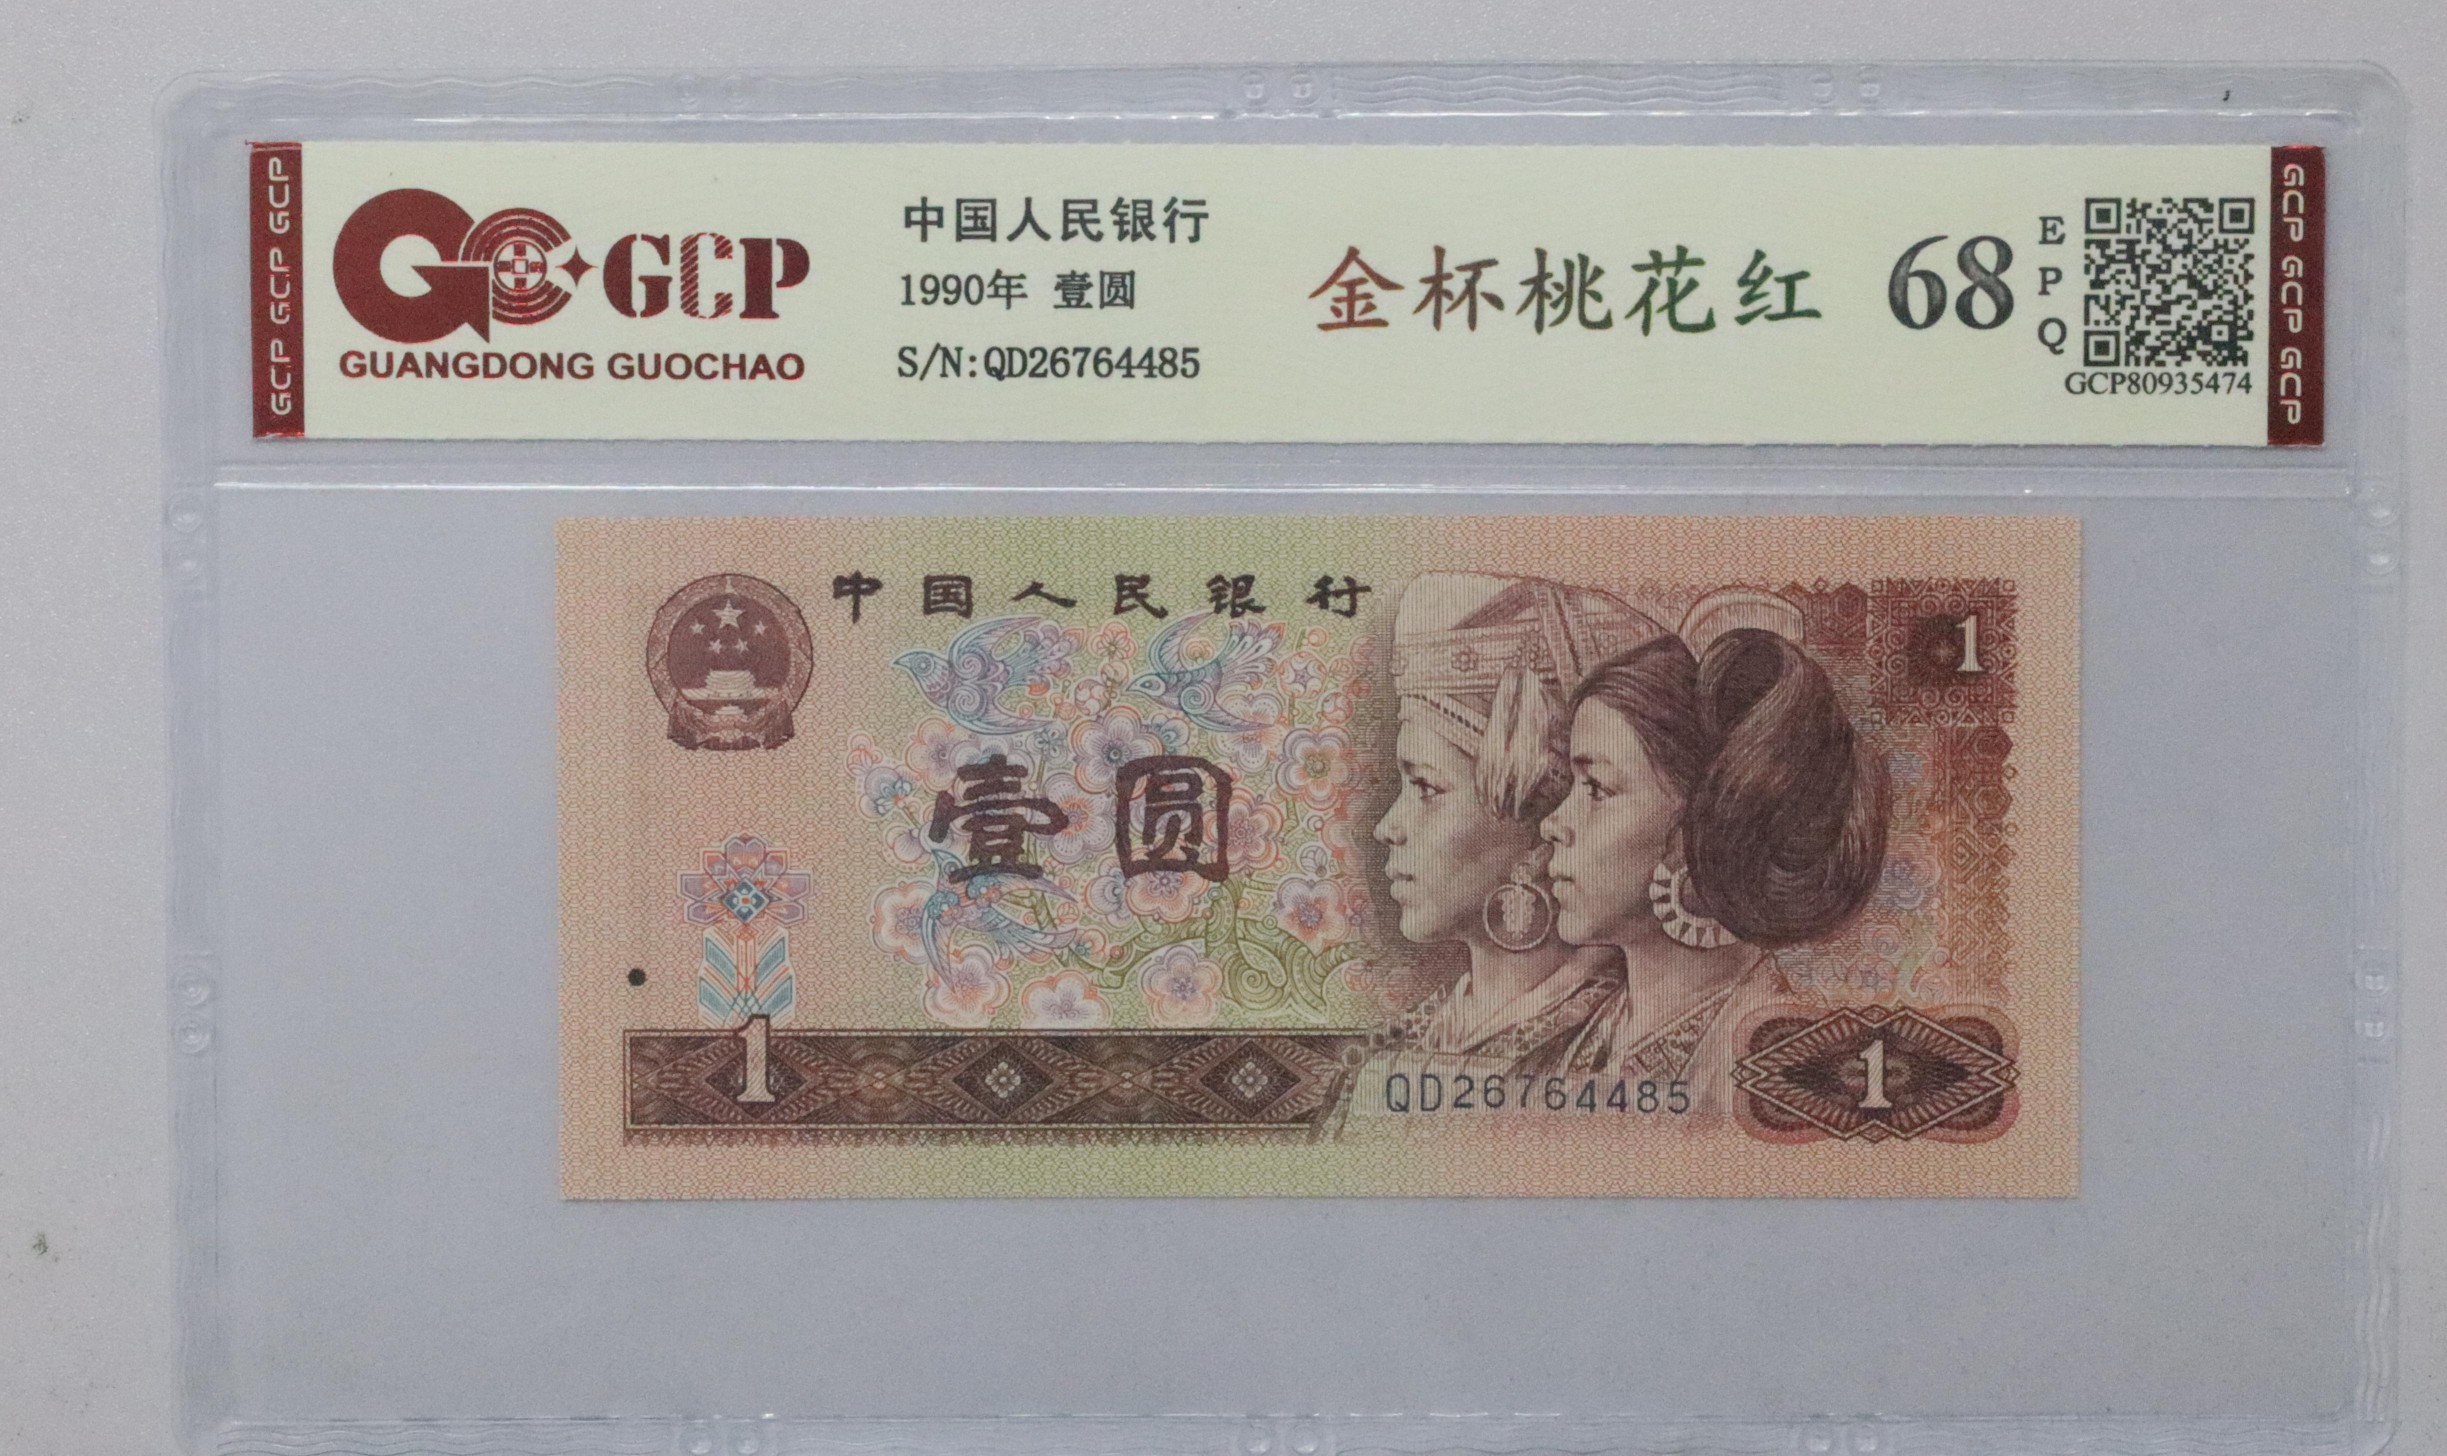 GCP GCP GCP
GCP
GUANGDONG GUOCHAO
中国人民银行
1990年 壹圆
S/N:QD26764485
金杯桃花红
68
EPQ
GCP80935474
GCP GCP GCP
中国人民银行
1
壹圆
1
QD26764485
1